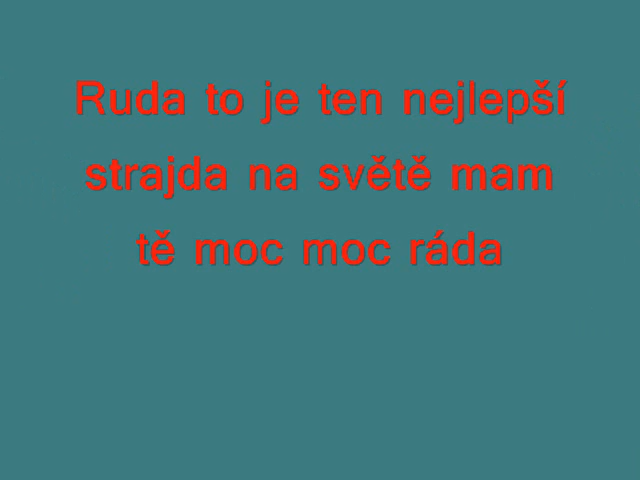 Ruda to je ten nejlepší
strajda na světě mam
tě moc moc ráda